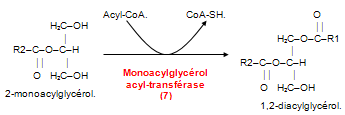 O
H₂C–OH Acyl-CoA. CoA-SH. ||
| H₂C–O–C–R1
R2–C–O–C–H |
|| | R2–C–O–C–H
O H₂C–OH || |
2-monoacylglycérol. Monoacylglycérol O H₂C–OH
acyl-transférase 1,2-diacylglycérol.
(7)